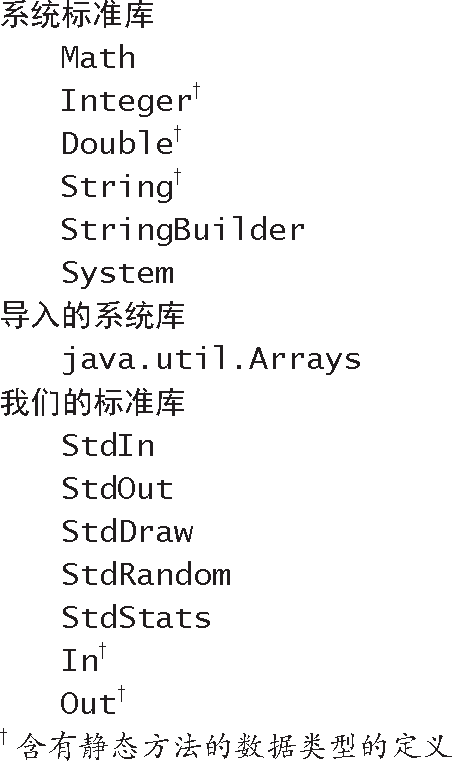 系统标准库
Math
Integer†
Double†
String†
StringBuilder
System
导入的系统库
java.util.Arrays
我们的标准库
StdIn
StdOut
StdDraw
StdRandom
StdStats
In†
Out†
† 含有静态方法的数据类型的定义